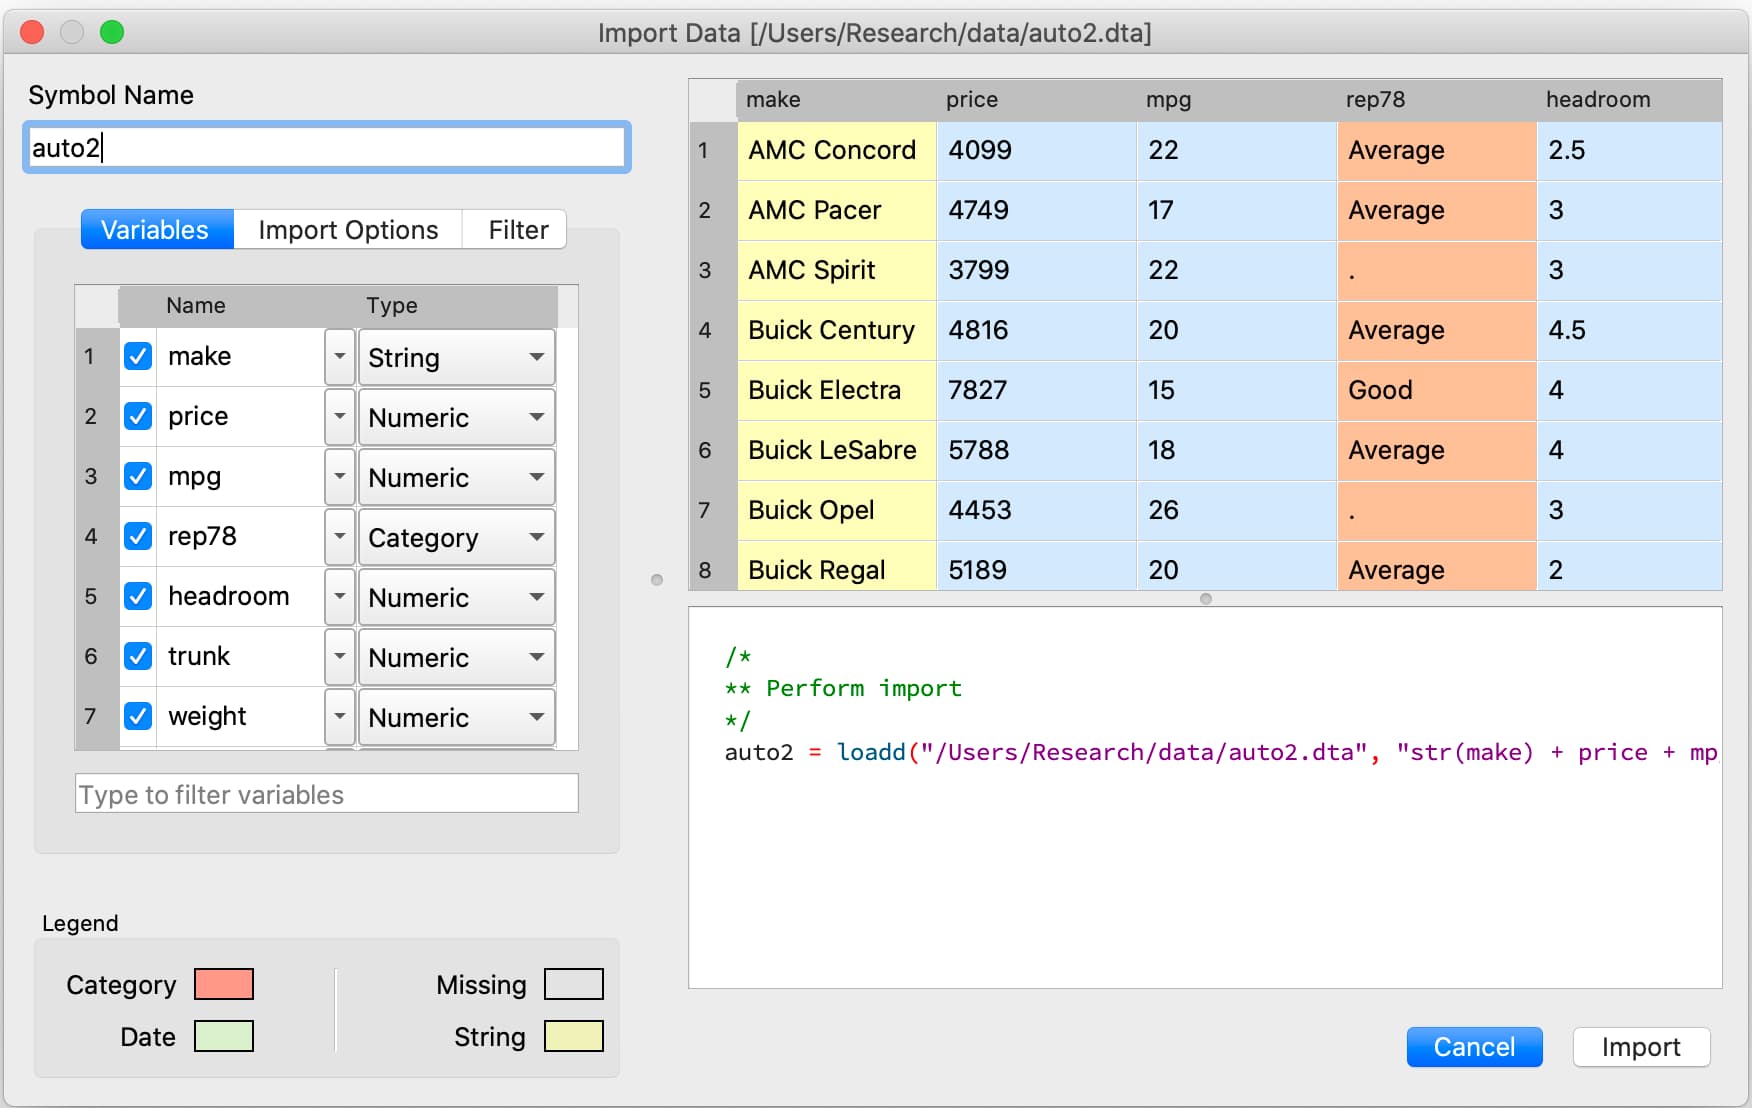 Import Data [/Users/Research/data/auto2.dta]
Symbol Name
auto2
Variables Import Options Filter
Name Type
1 make String
2 price Numeric
3 mpg Numeric
4 rep78 Category
5 headroom Numeric
6 trunk Numeric
7 weight Numeric
Type to filter variables
Legend
Category Missing
Date String
make price mpg rep78 headroom
1 AMC Concord 4099 22 Average 2.5
2 AMC Pacer 4749 17 Average 3
3 AMC Spirit 3799 22 . 3
4 Buick Century 4816 20 Average 4.5
5 Buick Electra 7827 15 Good 4
6 Buick LeSabre 5788 18 Average 4
7 Buick Opel 4453 26 . 3
8 Buick Regal 5189 20 Average 2
/*
** Perform import
*/
auto2 = loadd("/Users/Research/data/auto2.dta", "str(make) + price + mp
Cancel Import